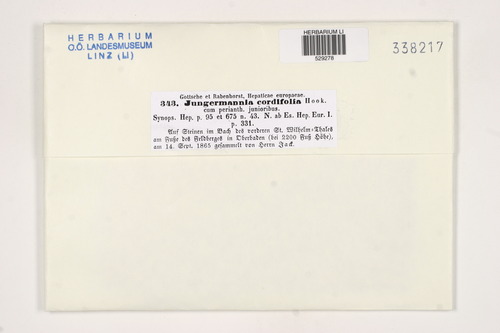 HERBARIUM
O.Ö. LANDESMUSEUM
LINZ (LI)
HERBARIUM LI
529278
338217
Gottsche et Rabenhorst, Hepaticae europaeae.
343. Jungermannia cordifolia Hook.
cum perianth. junioribus.
Synops. Hep. p. 95 et 675 n. 43. N. ab Es. Hep. Eur. I.
p. 331.
Auf Steinen im Bach des vorderen St. Wilhelm-Thales
am Fuße des Feldberges in Oberbaden (bei 2200 Fuß Höhe),
am 14. Sept. 1865 gesammelt von Herrn Jack.